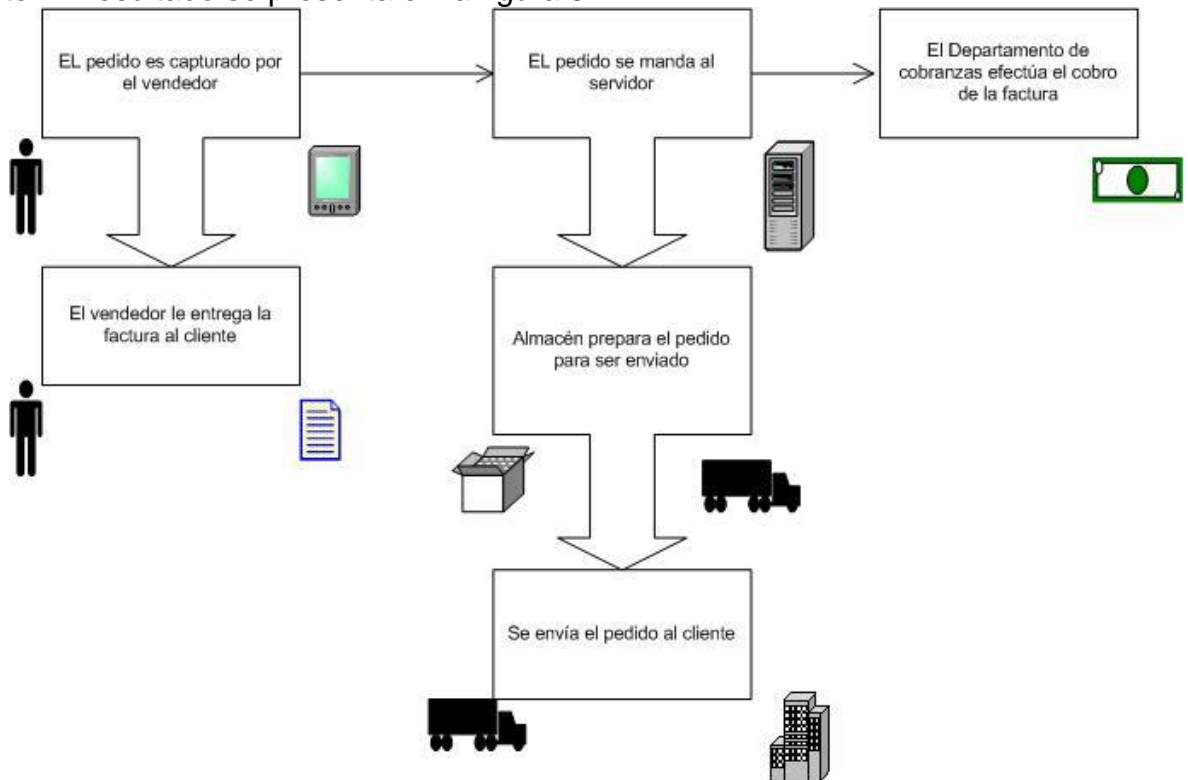 EL pedido es capturado por
el vendedor
EL pedido se manda al
servidor
El Departamento de
cobranzas efectúa el cobro
de la factura
El vendedor le entrega la
factura al cliente
Almacén prepara el pedido
para ser enviado
Se envía el pedido al cliente